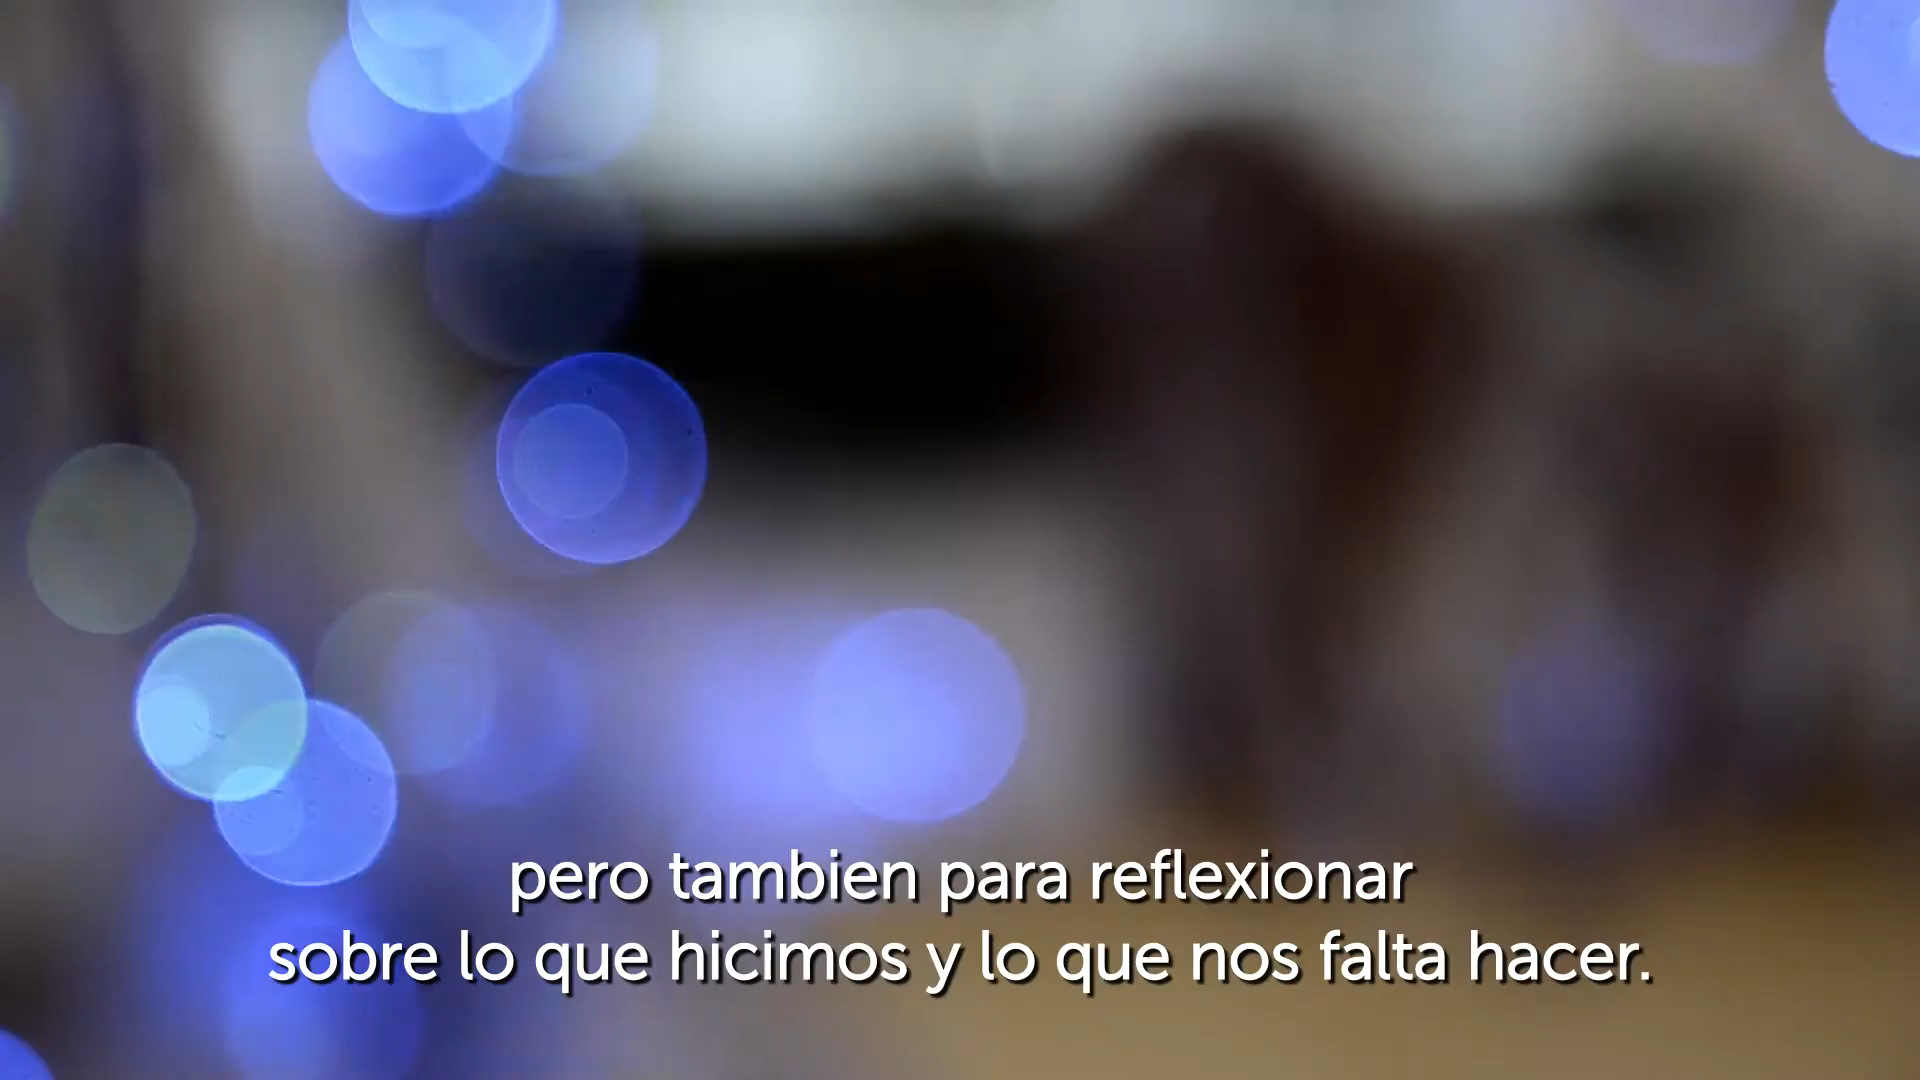 pero tambien para reflexionar
sobre lo que hicimos y lo que nos falta hacer.